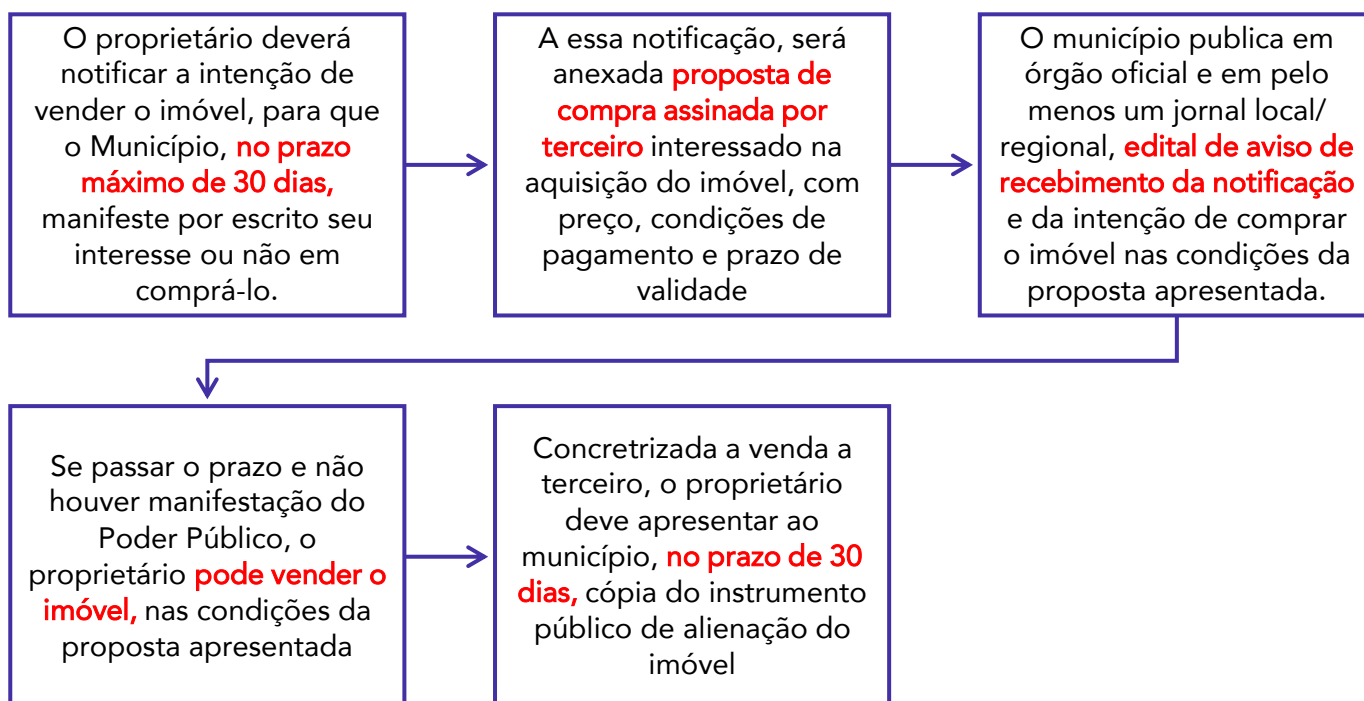 O proprietário deverá
notificar a intenção de
vender o imóvel, para que
o Município, no prazo
máximo de 30 dias,
manifeste por escrito seu
interesse ou não em
comprá-lo.
A essa notificação, será
anexada proposta de
compra assinada por
terceiro interessado na
aquisição do imóvel, com
preço, condições de
pagamento e prazo de
validade
O município publica em
órgão oficial e em pelo
menos um jornal local/
regional, edital de aviso de
recebimento da notificação
e da intenção de comprar
o imóvel nas condições da
proposta apresentada.
Se passar o prazo e não
houver manifestação do
Poder Público, o
proprietário pode vender o
imóvel, nas condições da
proposta apresentada
Concretrizada a venda a
terceiro, o proprietário
deve apresentar ao
município, no prazo de 30
dias, cópia do instrumento
público de alienação do
imóvel